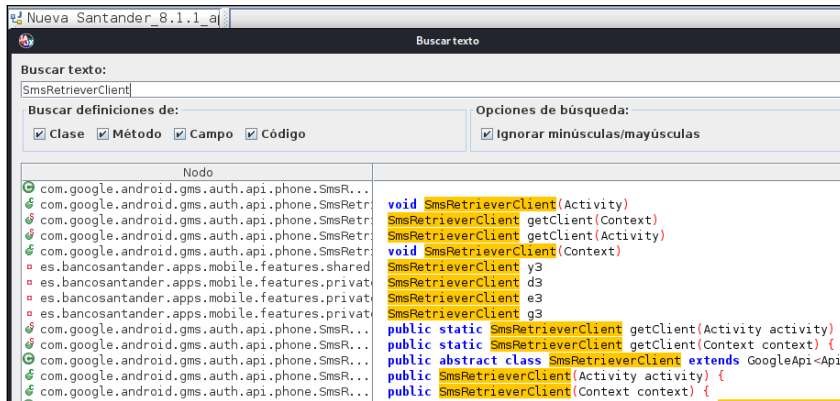 Nueva Santander_8.1.1_a
Buscar texto
Buscar texto:
SmsRetrieverClient
Buscar definiciones de:
Opciones de búsqueda:
Clase Método Campo Código
Ignorar minúsculas/mayúsculas
Nodo
com.google.android.gms.auth.api.phone.SmsR...
com.google.android.gms.auth.api.phone.SmsRetri void SmsRetrieverClient(Activity)
com.google.android.gms.auth.api.phone.SmsRetri SmsRetrieverClient getClient(Context)
com.google.android.gms.auth.api.phone.SmsRetri SmsRetrieverClient getClient(Activity)
com.google.android.gms.auth.api.phone.SmsRetri void SmsRetrieverClient(Context)
es.bancosantander.apps.mobile.features.shared SmsRetrieverClient y3
es.bancosantander.apps.mobile.features.privat SmsRetrieverClient d3
es.bancosantander.apps.mobile.features.privat SmsRetrieverClient e3
es.bancosantander.apps.mobile.features.privat SmsRetrieverClient g3
com.google.android.gms.auth.api.phone.SmsR... public static SmsRetrieverClient getClient(Activity activity)
com.google.android.gms.auth.api.phone.SmsR... public static SmsRetrieverClient getClient(Context context) {
com.google.android.gms.auth.api.phone.SmsR... public abstract class SmsRetrieverClient extends GoogleApi<Api
com.google.android.gms.auth.api.phone.SmsR... public SmsRetrieverClient(Activity activity) {
com.google.android.gms.auth.api.phone.SmsR... public SmsRetrieverClient(Context context) {